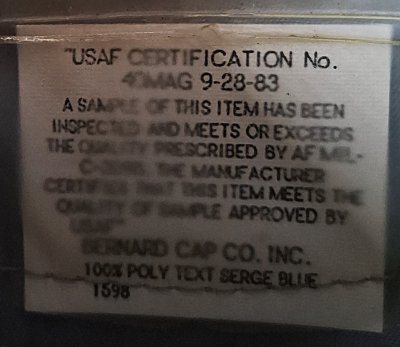 "USAF CERTIFICATION No.
9-28-83
A SAMPLE OF THIS ITEM HAS BEEN
INSPECTED AND MEETS OR EXCEEDS
THE QUALITY PRESCRIBED BY AF MIL-
THE MANUFACTURER
CERTIFIES THAT THIS ITEM MEETS THE
QUALITY OF SAMPLE APPROVED BY
USAF"
BERNARD CAP CO. INC.
100% POLY TEXT SERGE BLUE
1598